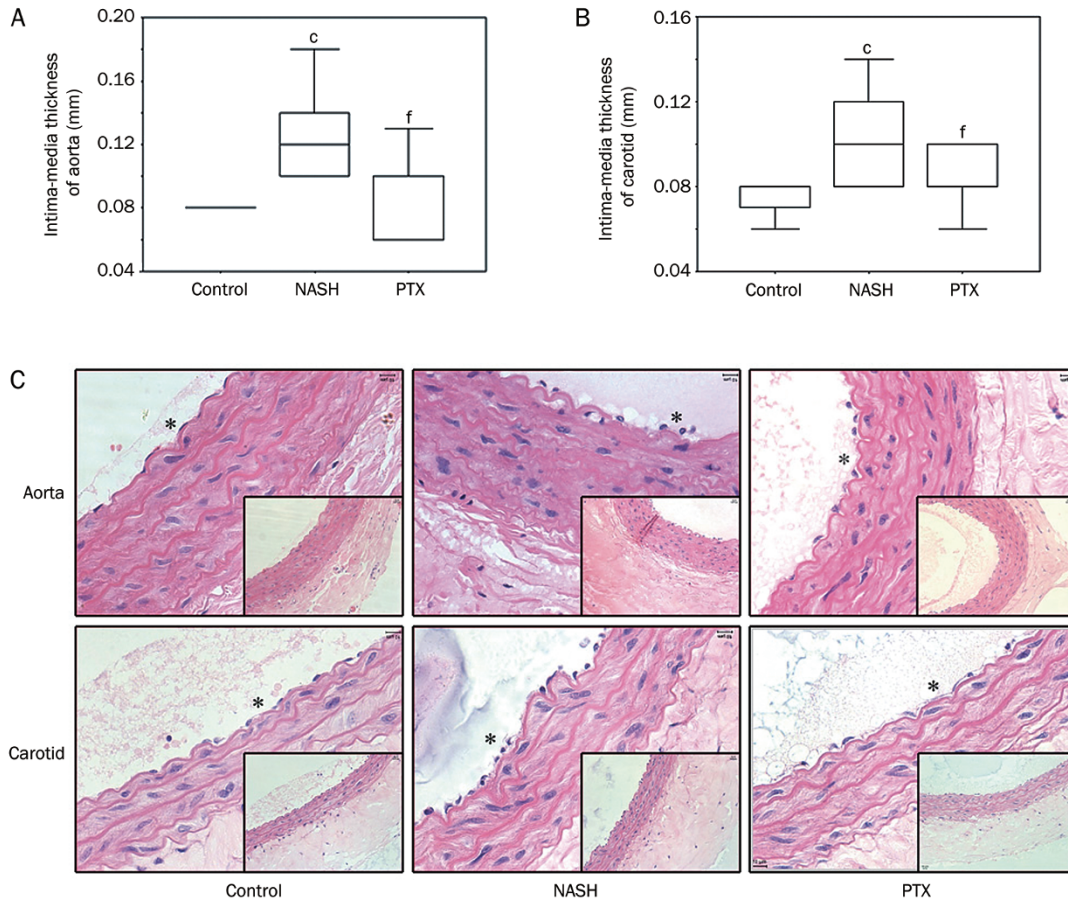 A
Intima-media thickness
of aorta (mm)
0.20
0.16
0.12
0.08
0.04
c
f
Control NASH PTX
B
Intima-media thickness
of carotid (mm)
0.16
0.12
0.08
0.04
c
f
Control NASH PTX
C
Aorta
*
*
*
Carotid
*
*
*
Control NASH PTX